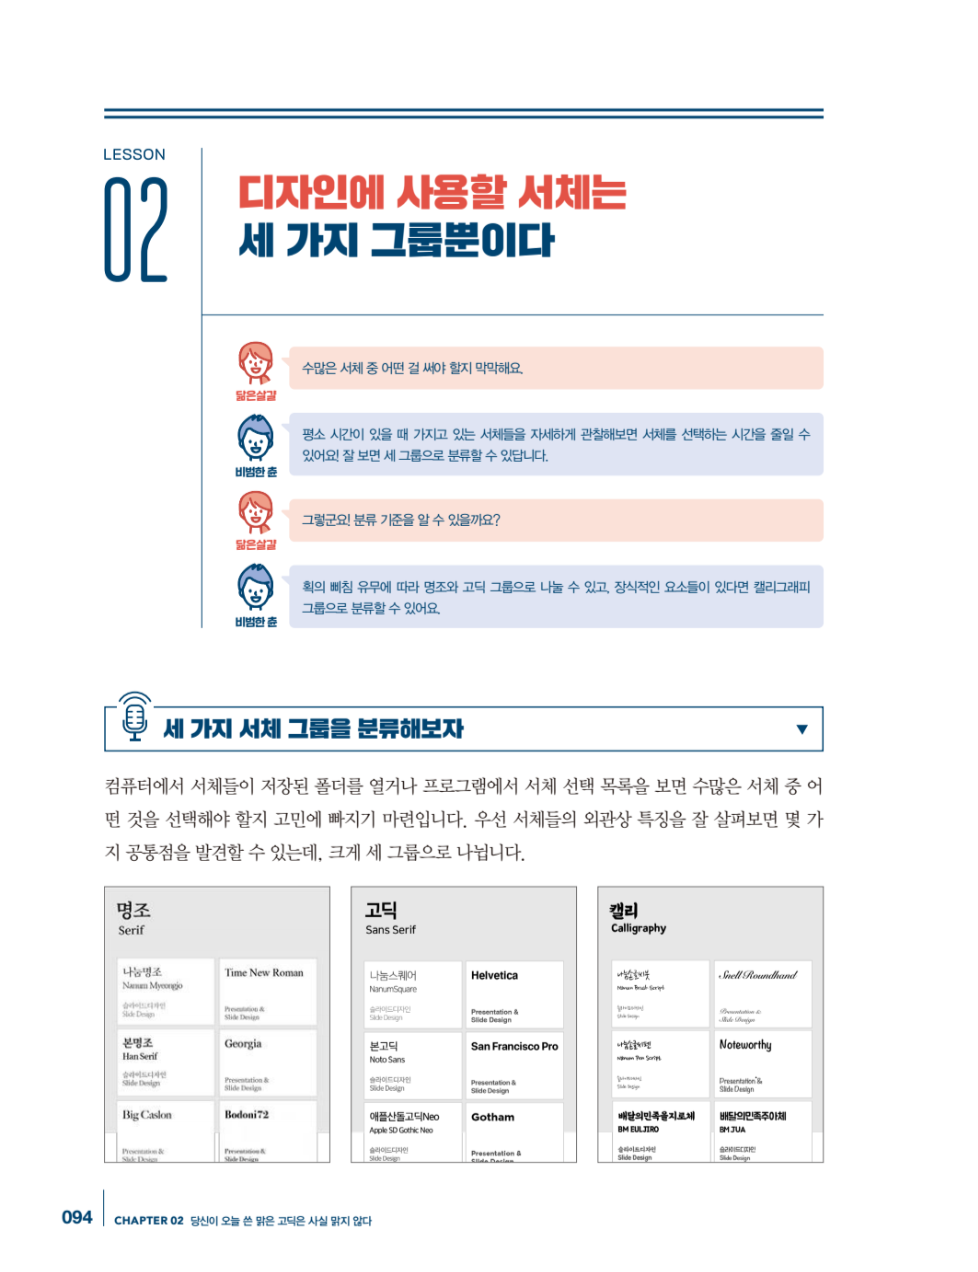 LESSON
02
디자인에 사용할 서체는
세 가지 그룹뿐이다
수많은 서체 중 어떤 걸 써야 할지 막막해요.
닮은살걀
평소 시간이 있을 때 가지고 있는 서체들을 자세하게 관찰해보면 서체를 선택하는 시간을 줄일 수
있어요! 잘 보면 세 그룹으로 분류할 수 있답니다.
비범한 츈
그렇군요! 분류 기준을 알 수 있을까요?
닮은살걀
획의 삐침 유무에 따라 명조와 고딕 그룹으로 나눌 수 있고, 장식적인 요소들이 있다면 캘리그래피
그룹으로 분류할 수 있어요.
비범한 츈
세 가지 서체 그룹을 분류해보자
컴퓨터에서 서체들이 저장된 폴더를 열거나 프로그램에서 서체 선택 목록을 보면 수많은 서체 중 어
떤 것을 선택해야 할지 고민에 빠지기 마련입니다. 우선 서체들의 외관상 특징을 잘 살펴보면 몇 가
지 공통점을 발견할 수 있는데, 크게 세 그룹으로 나뉩니다.
명조
Serif
나눔명조
Nanum Myeongjo
슬라이드디자인
Slide Design
Time New Roman
Presentation &
Slide Design
본명조
Han Serif
슬라이드디자인
Slide Design
Georgia
Presentation &
Slide Design
Big Caslon
Presentation &
Slide Design
Bodoni72
Presentation &
Slide Design
고딕
Sans Serif
나눔스퀘어
NanumSquare
슬라이드디자인
Slide Design
Helvetica
Presentation &
Slide Design
본고딕
Noto Sans
슬라이드디자인
Slide Design
San Francisco Pro
Presentation &
Slide Design
애플산돌고딕Neo
Apple SD Gothic Neo
슬라이드디자인
Slide Design
Gotham
Presentation &
Slide Design
캘리
Calligraphy
나눔손글씨붓
Nanum Brush Script
슬라이드디자인
Slide Design
Snell Roundhand
Presentation &
Slide Design
나눔손글씨펜
Nanum Pen Script
슬라이드디자인
Slide Design
Noteworthy
Presentation &
Slide Design
배달의민족을지로체
BM EULJIRO
슬라이드디자인
Slide Design
배달의민족주아체
BM JUA
슬라이드디자인
Slide Design
094
CHAPTER 02 당신이 오늘 쓴 맑은 고딕은 사실 맑지 않다